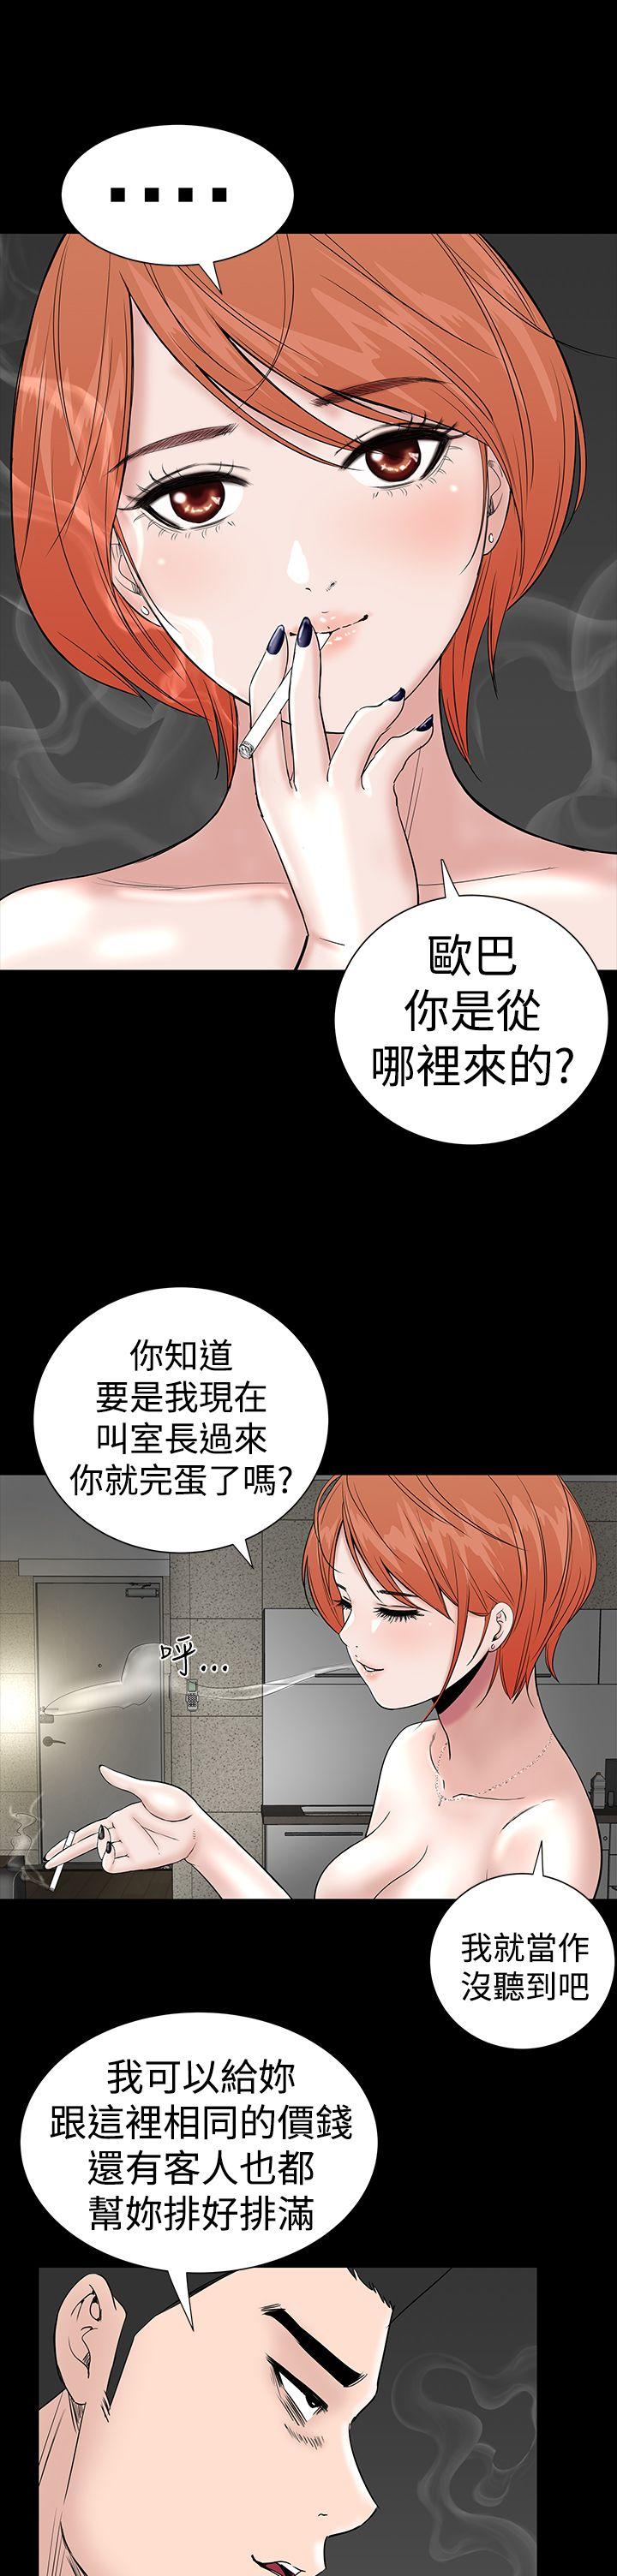 ....
歐巴
你是從
哪裡來的?
你知道
要是我現在
叫室長過來
你就完蛋了嗎?
呼...
我就當作
沒聽到吧
我可以給妳
跟這裡相同的價錢
還有客人也都
幫妳排好排滿